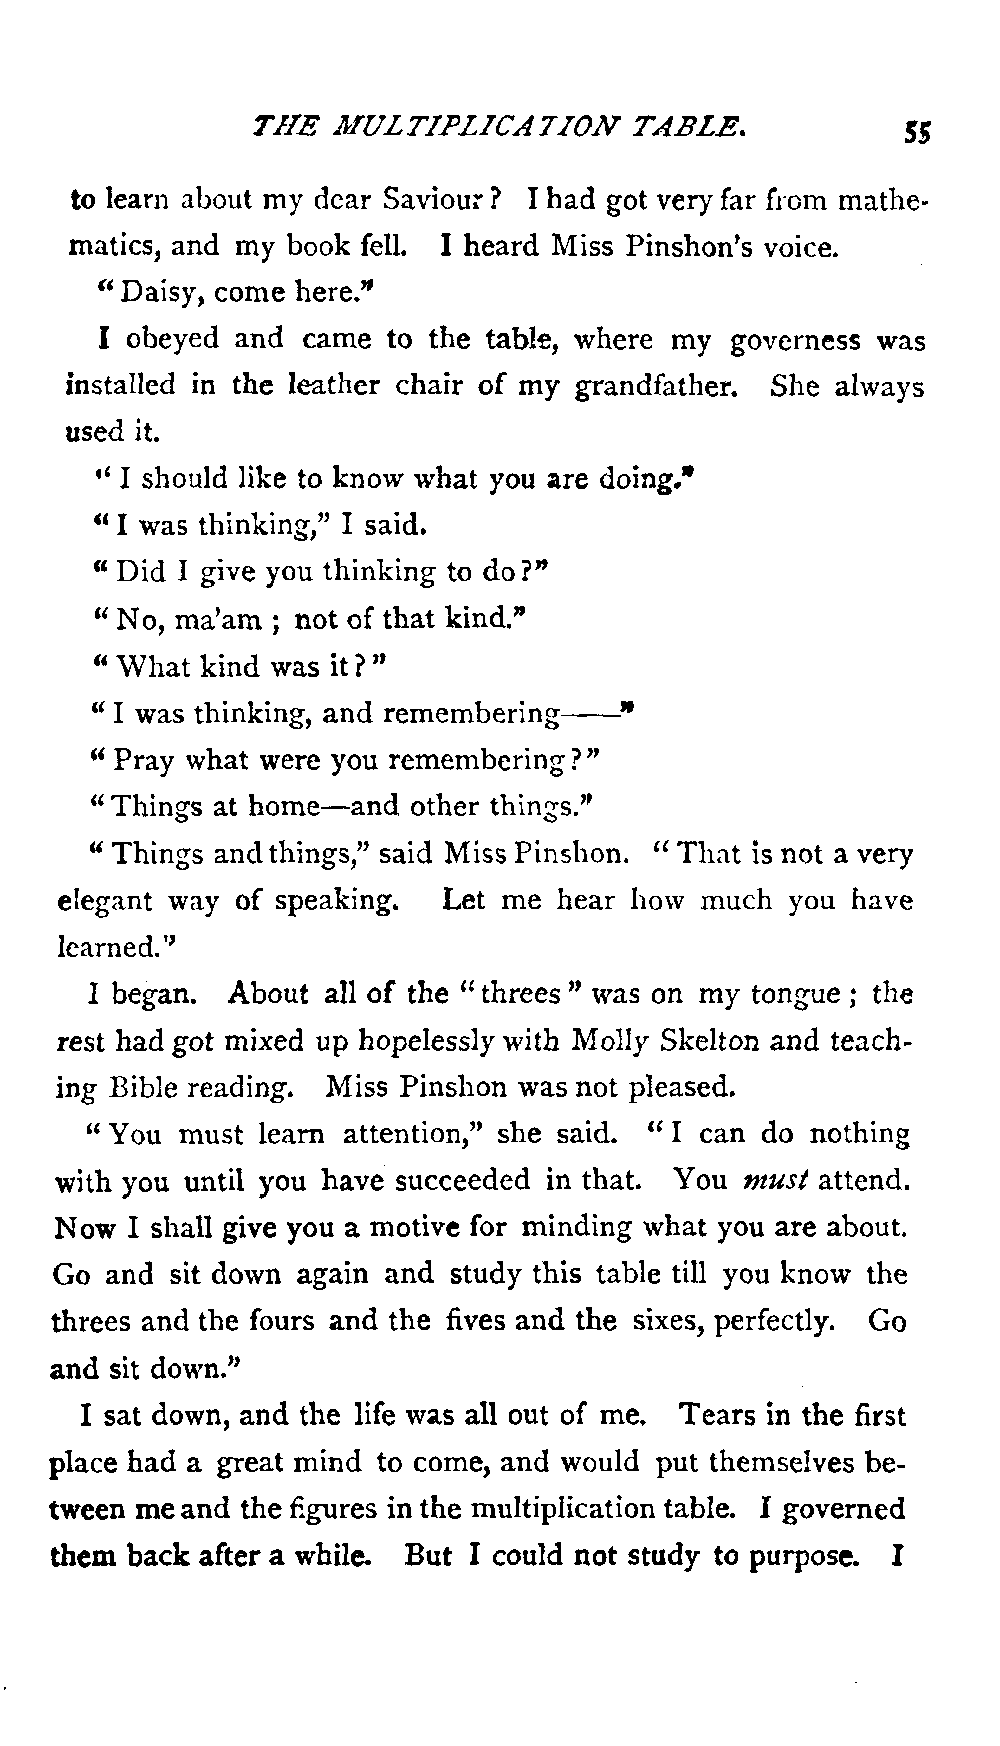 THE MULTIPLICATION TABLE. 55
to learn about my dear Saviour? I had got very far from mathe-
matics, and my book fell. I heard Miss Pinshon's voice.
"Daisy, come here."
I obeyed and came to the table, where my governess was
installed in the leather chair of my grandfather. She always
used it.
"I should like to know what you are doing."
"I was thinking," I said.
"Did I give you thinking to do?"
"No, ma'am; not of that kind."
"What kind was it?"
"I was thinking, and remembering——"
"Pray what were you remembering?"
"Things at home—and other things."
"Things and things," said Miss Pinshon. "That is not a very
elegant way of speaking. Let me hear how much you have
learned."
I began. About all of the "threes" was on my tongue; the
rest had got mixed up hopelessly with Molly Skelton and teach-
ing Bible reading. Miss Pinshon was not pleased.
"You must learn attention," she said. "I can do nothing
with you until you have succeeded in that. You must attend.
Now I shall give you a motive for minding what you are about.
Go and sit down again and study this table till you know the
threes and the fours and the fives and the sixes, perfectly. Go
and sit down."
I sat down, and the life was all out of me. Tears in the first
place had a great mind to come, and would put themselves be-
tween me and the figures in the multiplication table. I governed
them back after a while. But I could not study to purpose. I